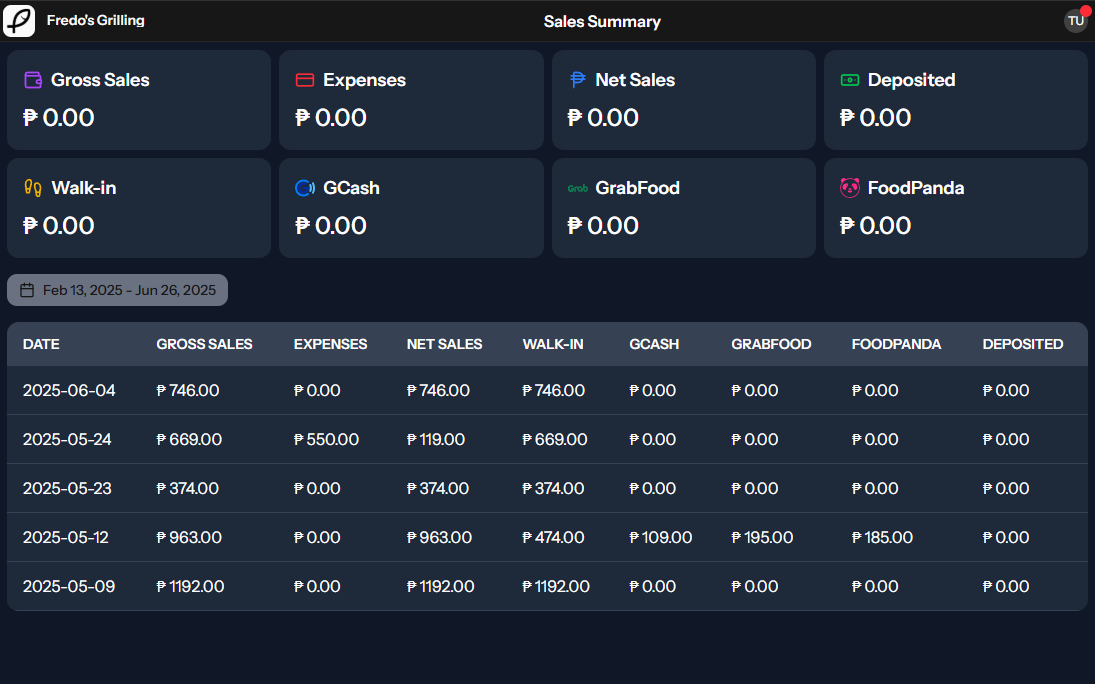 Fredo's Grilling
Sales Summary
TU
Gross Sales
₱ 0.00
Expenses
₱ 0.00
Net Sales
₱ 0.00
Deposited
₱ 0.00
Walk-in
₱ 0.00
GCash
₱ 0.00
Grab GrabFood
₱ 0.00
FoodPanda
₱ 0.00
Feb 13, 2025 - Jun 26, 2025
DATE GROSS SALES EXPENSES NET SALES WALK-IN GCASH GRABFOOD FOODPANDA DEPOSITED
2025-06-04 ₱ 746.00 ₱ 0.00 ₱ 746.00 ₱ 746.00 ₱ 0.00 ₱ 0.00 ₱ 0.00 ₱ 0.00
2025-05-24 ₱ 669.00 ₱ 550.00 ₱ 119.00 ₱ 669.00 ₱ 0.00 ₱ 0.00 ₱ 0.00 ₱ 0.00
2025-05-23 ₱ 374.00 ₱ 0.00 ₱ 374.00 ₱ 374.00 ₱ 0.00 ₱ 0.00 ₱ 0.00 ₱ 0.00
2025-05-12 ₱ 963.00 ₱ 0.00 ₱ 963.00 ₱ 474.00 ₱ 109.00 ₱ 195.00 ₱ 185.00 ₱ 0.00
2025-05-09 ₱ 1192.00 ₱ 0.00 ₱ 1192.00 ₱ 1192.00 ₱ 0.00 ₱ 0.00 ₱ 0.00 ₱ 0.00